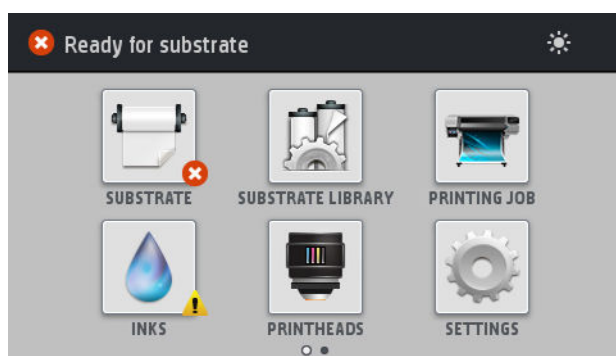 Ready for substrate
SUBSTRATE SUBSTRATE LIBRARY PRINTING JOB
INKS PRINTHEADS SETTINGS